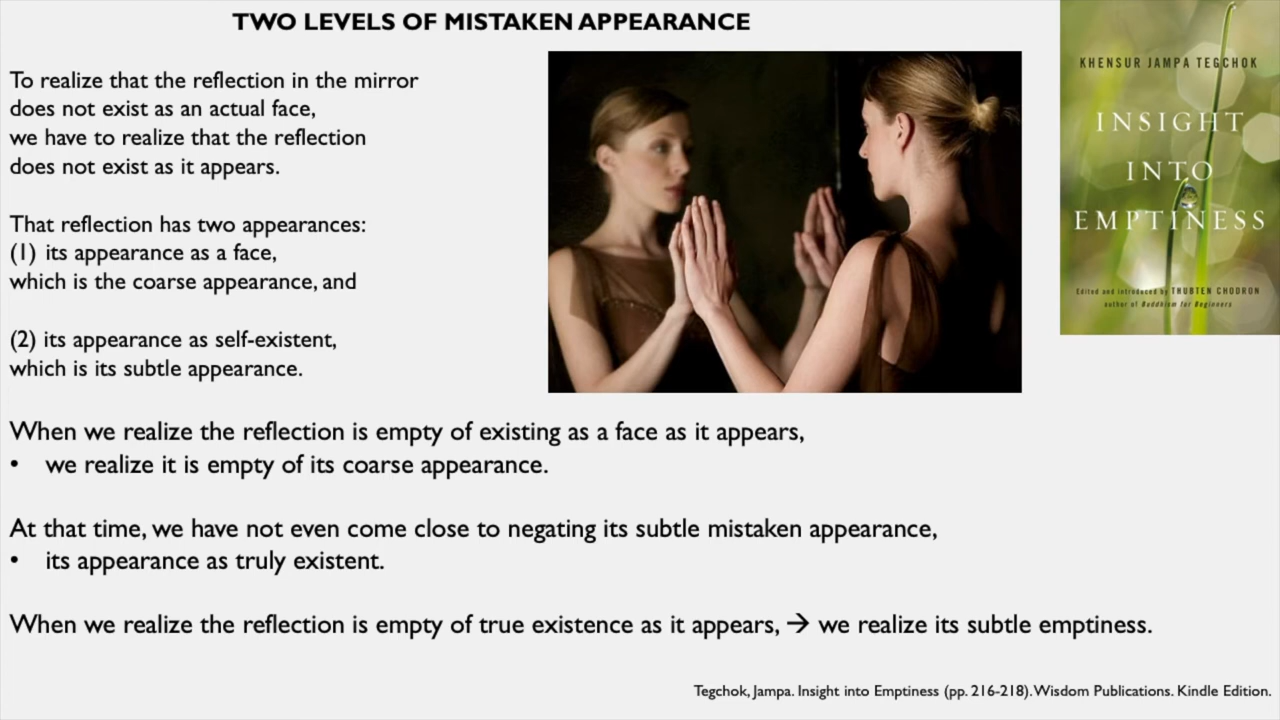 TWO LEVELS OF MISTAKEN APPEARANCE
To realize that the reflection in the mirror
does not exist as an actual face,
we have to realize that the reflection
does not exist as it appears.
That reflection has two appearances:
(1) its appearance as a face,
which is the coarse appearance, and
(2) its appearance as self-existent,
which is its subtle appearance.
KHENSUR JAMPA TEGCHOK
INSIGHT
INTO
EMPTINESS
Edited and introduced by THUBTEN CHODRON
author of Buddhism for Beginners
When we realize the reflection is empty of existing as a face as it appears,
• we realize it is empty of its coarse appearance.
At that time, we have not even come close to negating its subtle mistaken appearance,
• its appearance as truly existent.
When we realize the reflection is empty of true existence as it appears, → we realize its subtle emptiness.
Tegchok, Jampa. Insight into Emptiness (pp. 216-218). Wisdom Publications. Kindle Edition.